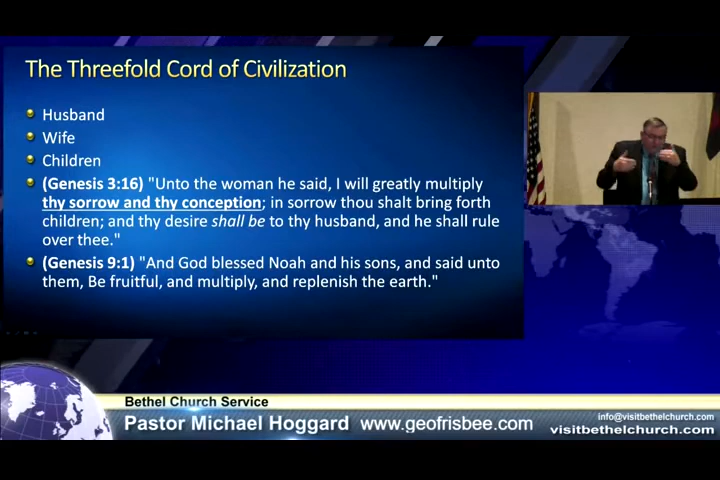 The Threefold Cord of Civilization
Husband
Wife
Children
(Genesis 3:16) "Unto the woman he said, I will greatly multiply
thy sorrow and thy conception; in sorrow thou shalt bring forth
children; and thy desire shall be to thy husband, and he shall rule
over thee."
(Genesis 9:1) "And God blessed Noah and his sons, and said unto
them, Be fruitful, and multiply, and replenish the earth."
Bethel Church Service
Pastor Michael Hoggard www.geofrisbee.com
info@visitbethelchurch.com
visitbethelchurch.com